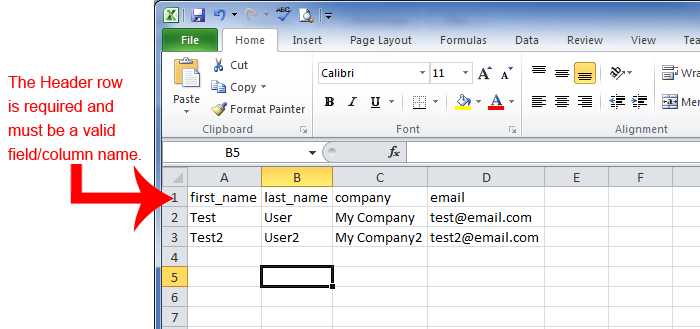 The Header row
is required and
must be a valid
field/column name.
ABC
File Home Insert Page Layout Formulas Data Review View Tea
Cut
Copy
Format Painter
Paste
Clipboard
Calibri 11 A A
B I U A
Font
Wra
Mer
Alignment
B5 fx
A B C D E F
1 first_name last_name company email
2 Test User My Company test@email.com
3 Test2 User2 My Company2 test2@email.com
4
5
6
7